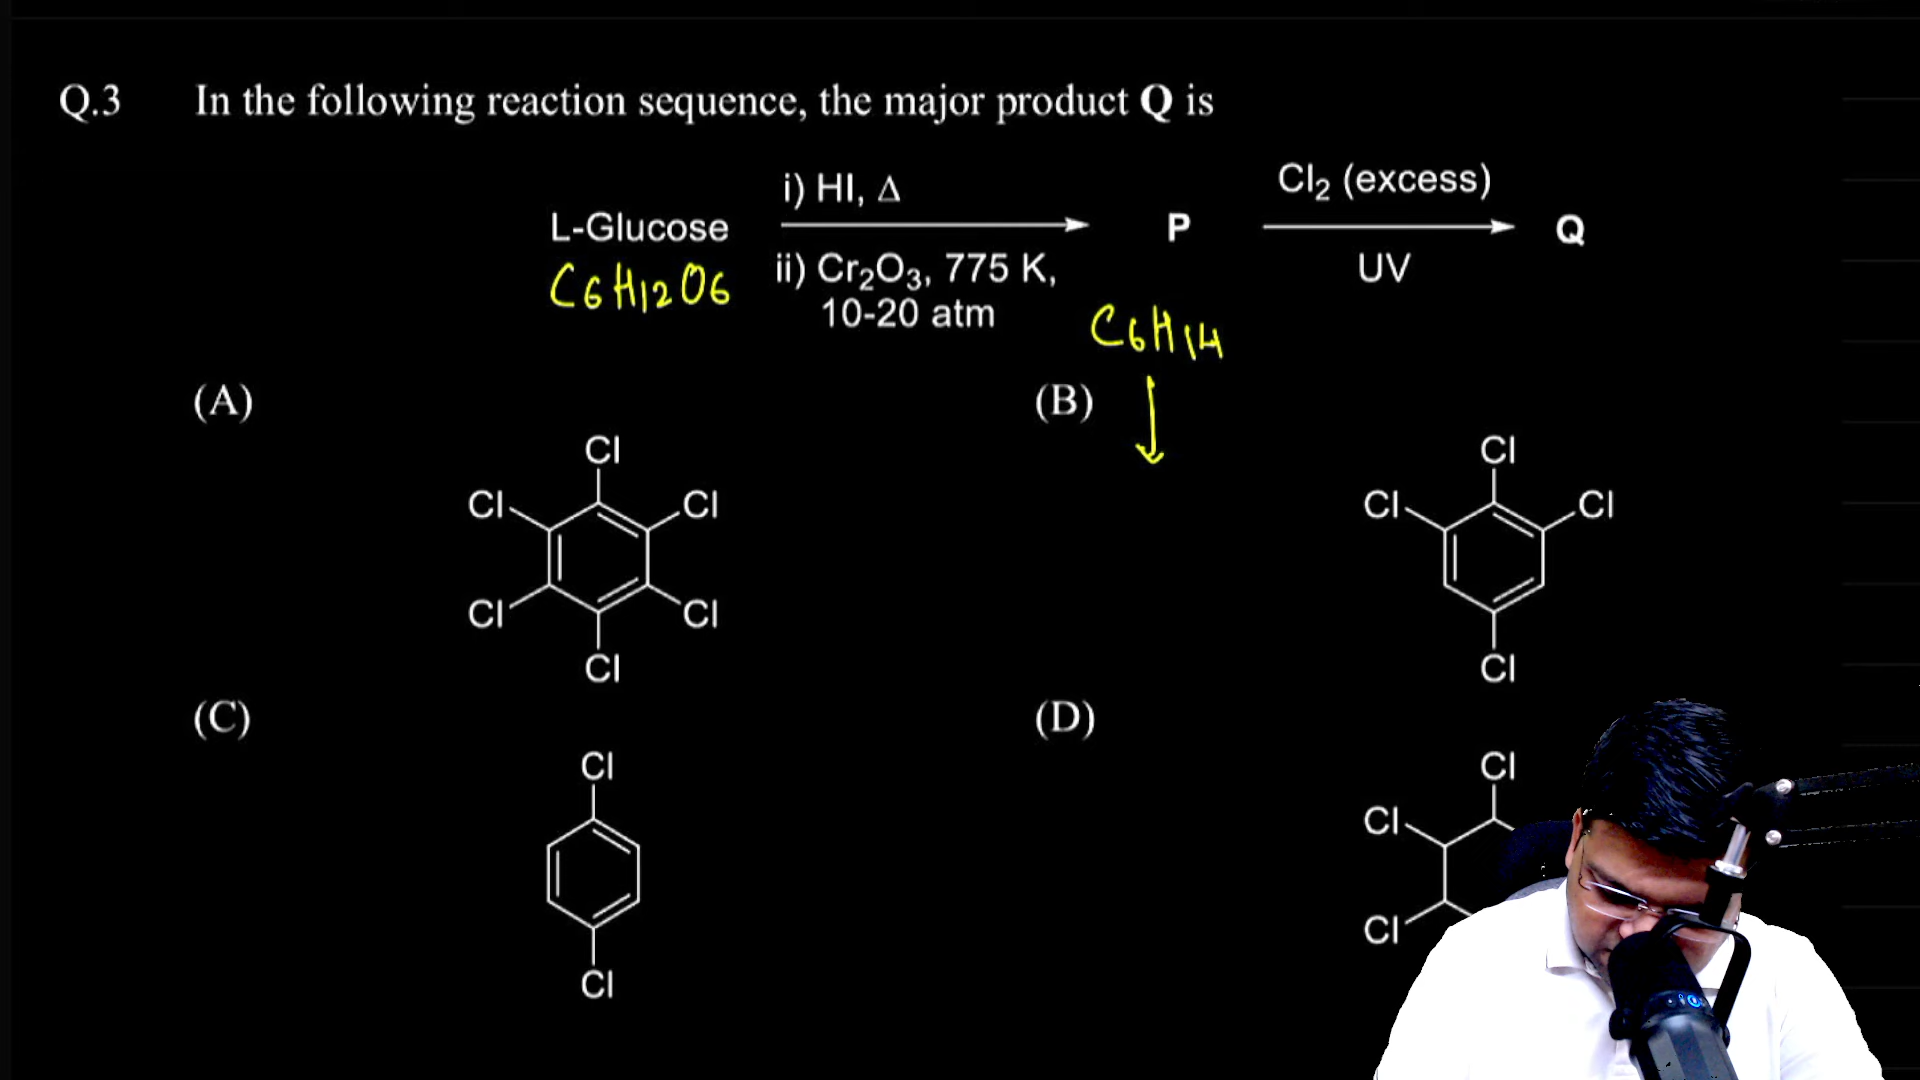 Q.3 In the following reaction sequence, the major product Q is
i) HI, Δ
Cl₂ (excess)
L-Glucose P Q
C6H12O6
ii) Cr₂O₃, 775 K,
UV
10-20 atm
C6H14
(A) (B)
Cl Cl
Cl Cl Cl Cl
Cl Cl
Cl Cl
(C) (D)
Cl Cl
Cl
Cl
Cl